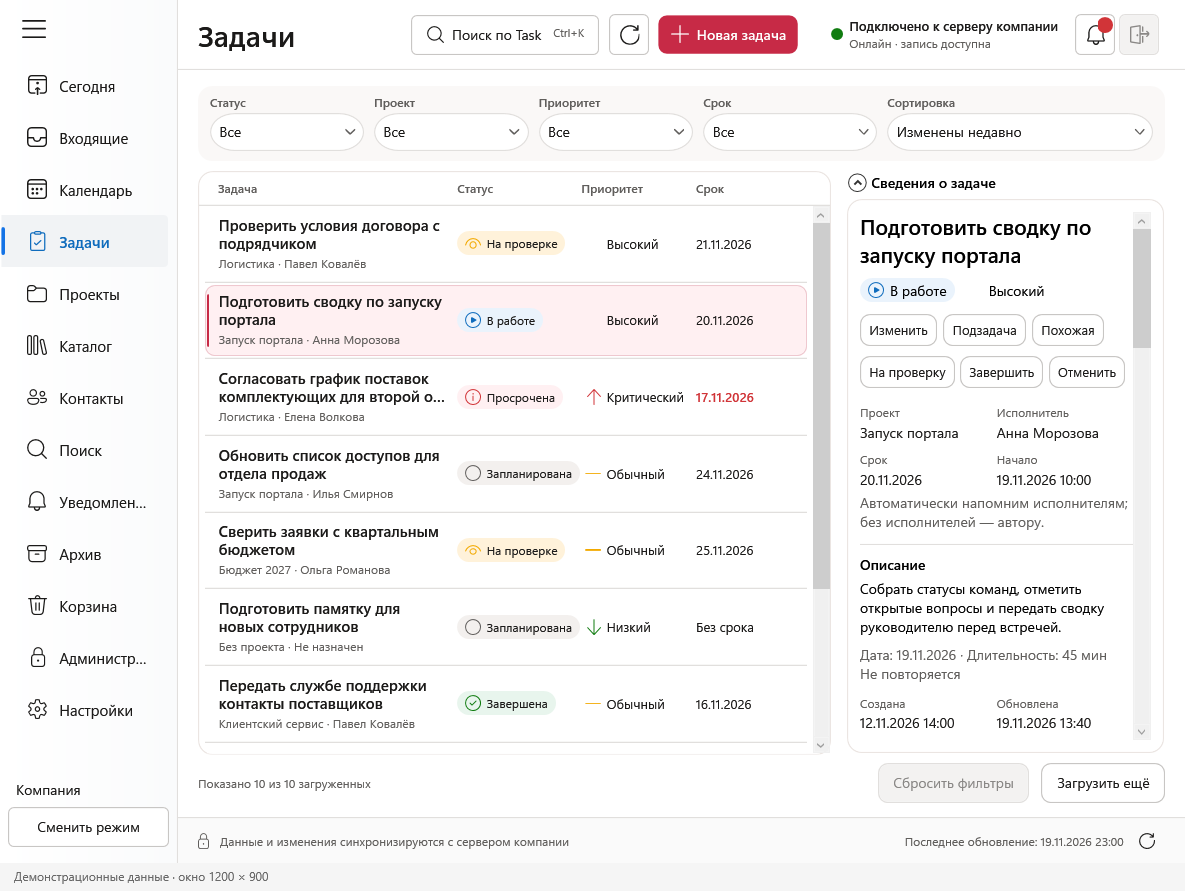 Задачи
Поиск по Task Ctrl+K
Новая задача
Подключено к серверу компании
Онлайн · запись доступна
Сегодня
Входящие
Календарь
Задачи
Проекты
Каталог
Контакты
Поиск
Уведомлен...
Архив
Корзина
Администр...
Настройки
Компания
Сменить режим
Статус Проект Приоритет Срок Сортировка
Все Все Все Все Изменены недавно
Задача Статус Приоритет Срок
Проверить условия договора с
подрядчиком
Логистика · Павел Ковалёв
На проверке Высокий 21.11.2026
Подготовить сводку по запуску
портала
Запуск портала · Анна Морозова
В работе Высокий 20.11.2026
Согласовать график поставок
комплектующих для второй о...
Логистика · Елена Волкова
Просрочена Критический 17.11.2026
Обновить список доступов для
отдела продаж
Запуск портала · Илья Смирнов
Запланирована Обычный 24.11.2026
Сверить заявки с квартальным
бюджетом
Бюджет 2027 · Ольга Романова
На проверке Обычный 25.11.2026
Подготовить памятку для
новых сотрудников
Без проекта · Не назначен
Запланирована Низкий Без срока
Передать службе поддержки
контакты поставщиков
Клиентский сервис · Павел Ковалёв
Завершена Обычный 16.11.2026
Сведения о задаче
Подготовить сводку по
запуску портала
В работе Высокий
Изменить Подзадача Похожая
На проверку Завершить Отменить
Проект Исполнитель
Запуск портала Анна Морозова
Срок Начало
20.11.2026 19.11.2026 10:00
Автоматически напомним исполнителям;
без исполнителей — автору.
Описание
Собрать статусы команд, отметить
открытые вопросы и передать сводку
руководителю перед встречей.
Дата: 19.11.2026 · Длительность: 45 мин
Не повторяется
Создана Обновлена
12.11.2026 14:00 19.11.2026 13:40
Показано 10 из 10 загруженных
Сбросить фильтры Загрузить ещё
Данные и изменения синхронизируются с сервером компании
Последнее обновление: 19.11.2026 23:00
Демонстрационные данные · окно 1200 × 900